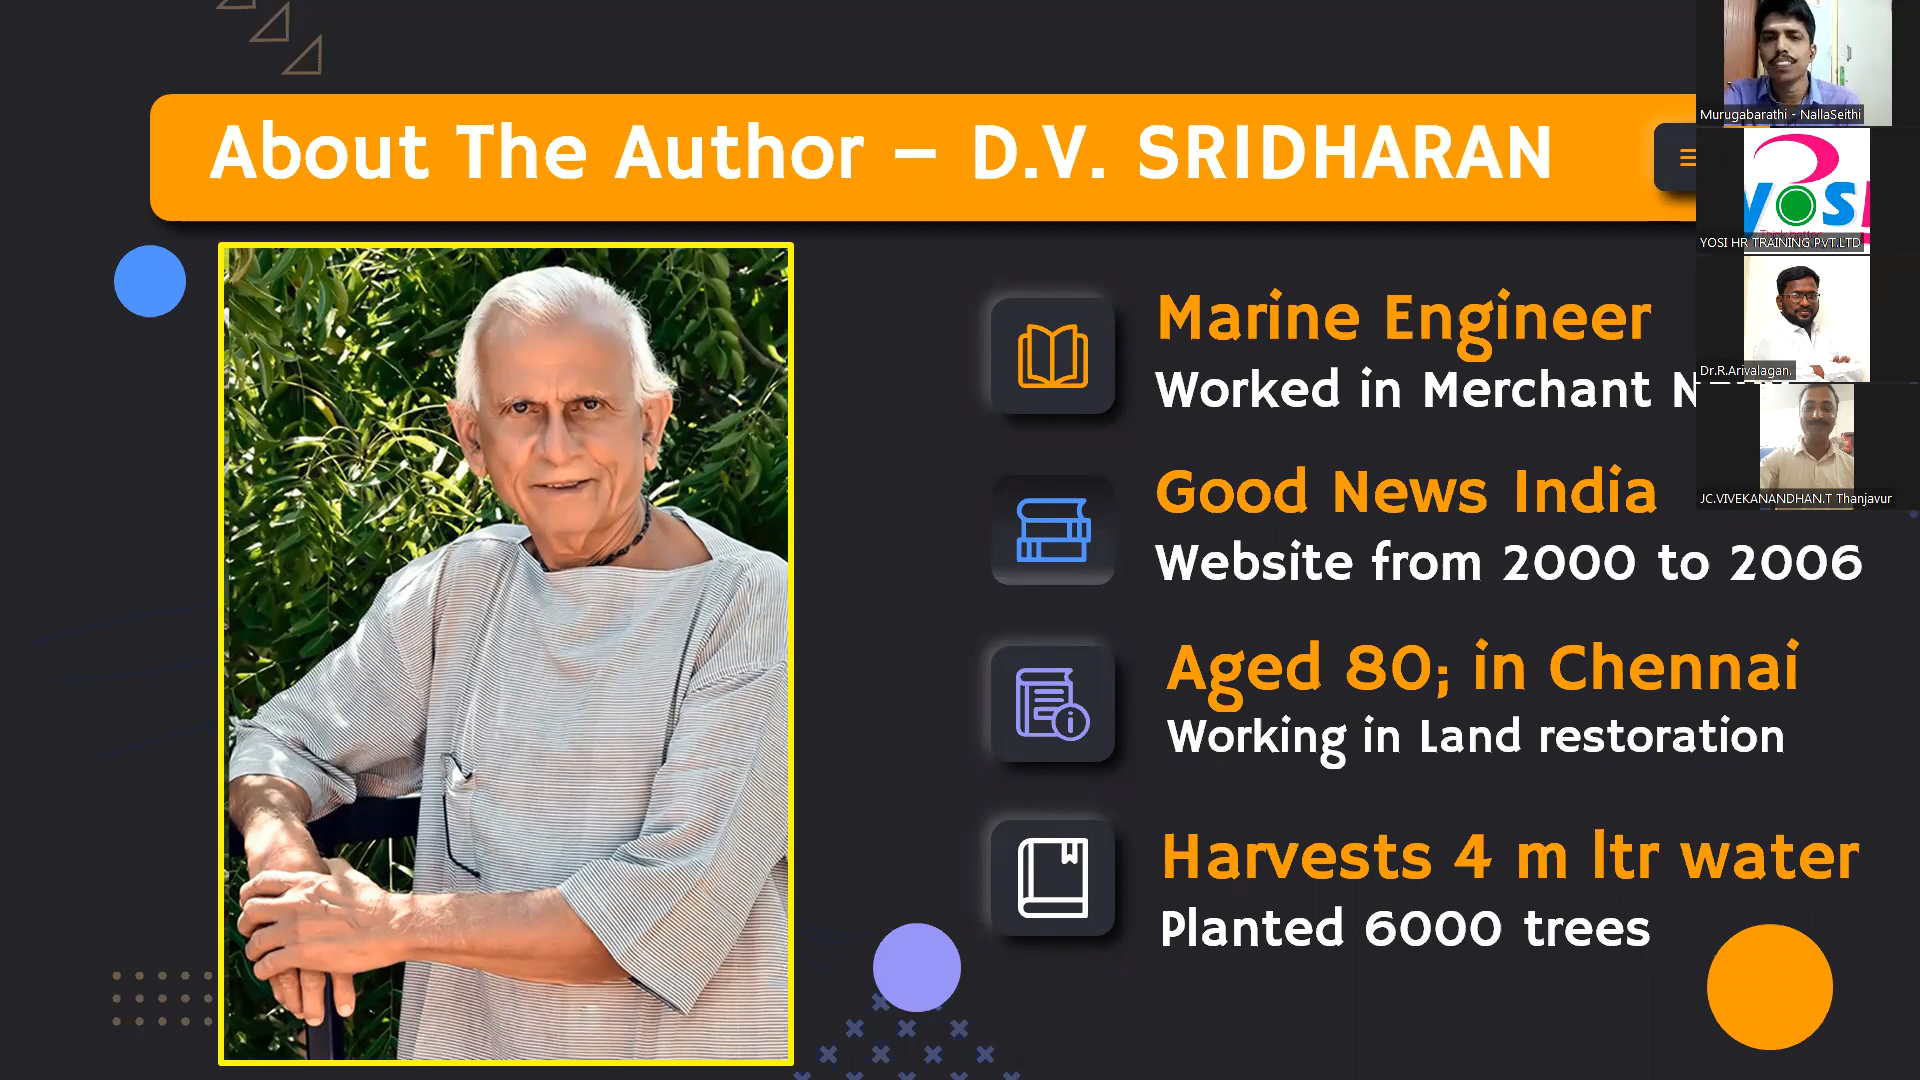 About The Author – D.V. SRIDHARAN
Marine Engineer
Worked in Merchant
Good News India
Website from 2000 to 2006
Aged 80; in Chennai
Working in Land restoration
Harvests 4 m ltr water
Planted 6000 trees
Murugabarathi - NallaSeithi
YOSI
YOSI HR TRAINING PVT.LTD
Dr.R.Arivalagan.
JC.VIVEKANANDHAN.T Thanjavur